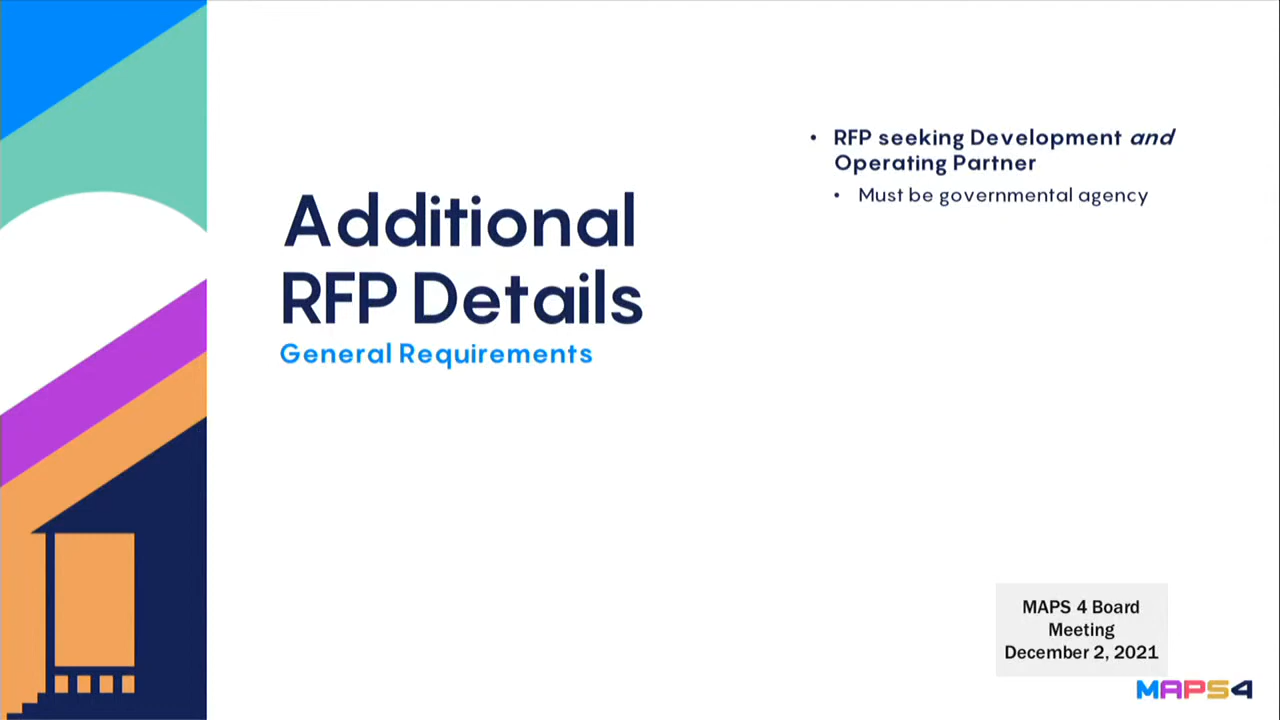 Additional
RFP Details
General Requirements
• RFP seeking Development and
Operating Partner
• Must be governmental agency
MAPS 4 Board
Meeting
December 2, 2021
MAPS4